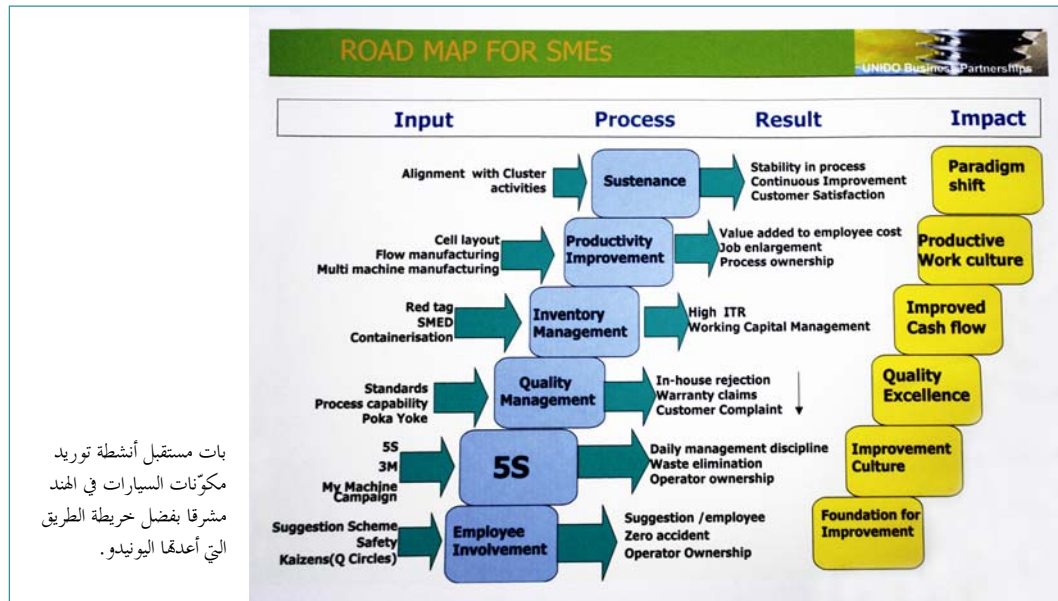 ROAD MAP FOR SMEs
UNIDO Business Partnerships
Input Process Result Impact
Alignment with Cluster
activities
Sustenance
Stability in process
Continuous Improvement
Customer Satisfaction
Paradigm
shift
Cell layout
Flow manufacturing
Multi machine manufacturing
Productivity
Improvement
Value added to employee cost
Job enlargement
Process ownership
Productive
Work culture
Red tag
SMED
Containerisation
Inventory
Management
High ITR
Working Capital Management
Improved
Cash flow
Standards
Process capability
Poka Yoke
Quality
Management
In-house rejection
Warranty claims
Customer Complaint
Quality
Excellence
5S
3M
My Machine
Campaign
5S
Daily management discipline
Waste elimination
Operator ownership
Improvement
Culture
Suggestion Scheme
Safety
Kaizens(Q Circles)
Employee
Involvement
Suggestion /employee
Zero accident
Operator Ownership
Foundation for
Improvement
بات مستقبل أنشطة توريد
مكوّنات السيارات في الهند
مشرقا بفضل خريطة الطريق
التي أعدتها اليونيدو.